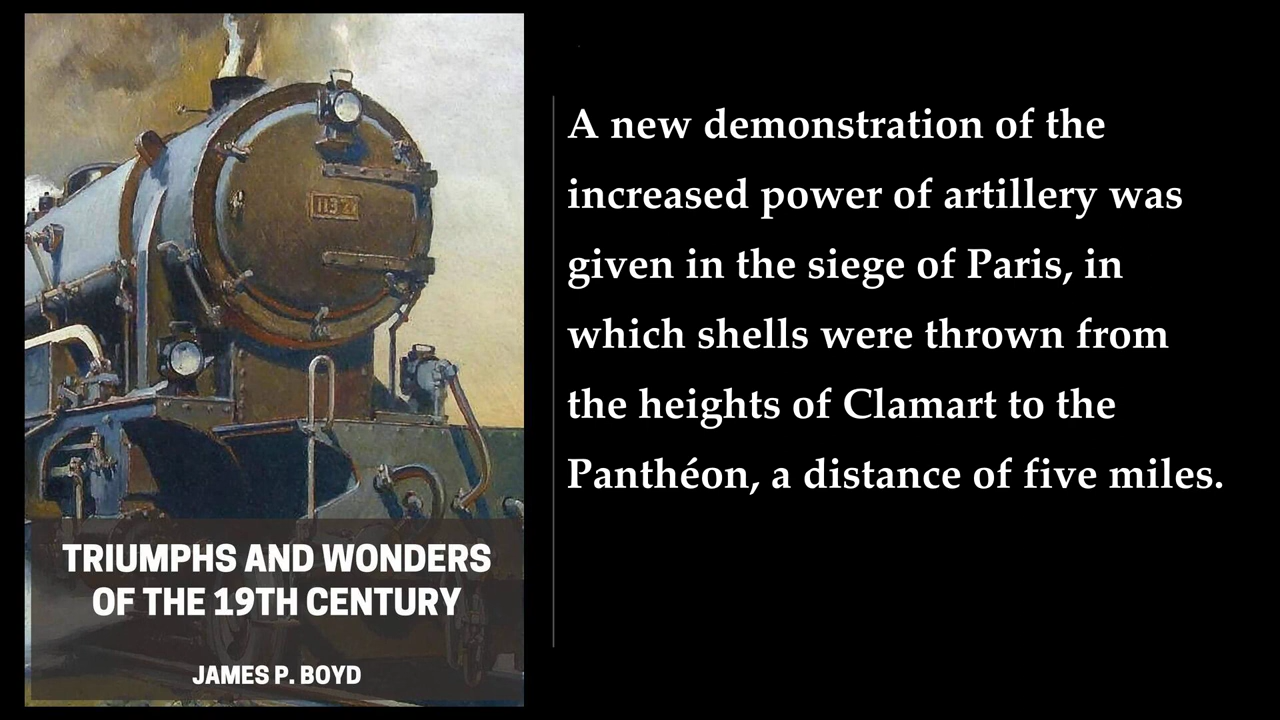 A new demonstration of the
increased power of artillery was
given in the siege of Paris, in
which shells were thrown from
the heights of Clamart to the
Panthéon, a distance of five miles.
TRIUMPHS AND WONDERS
OF THE 19TH CENTURY
JAMES P. BOYD